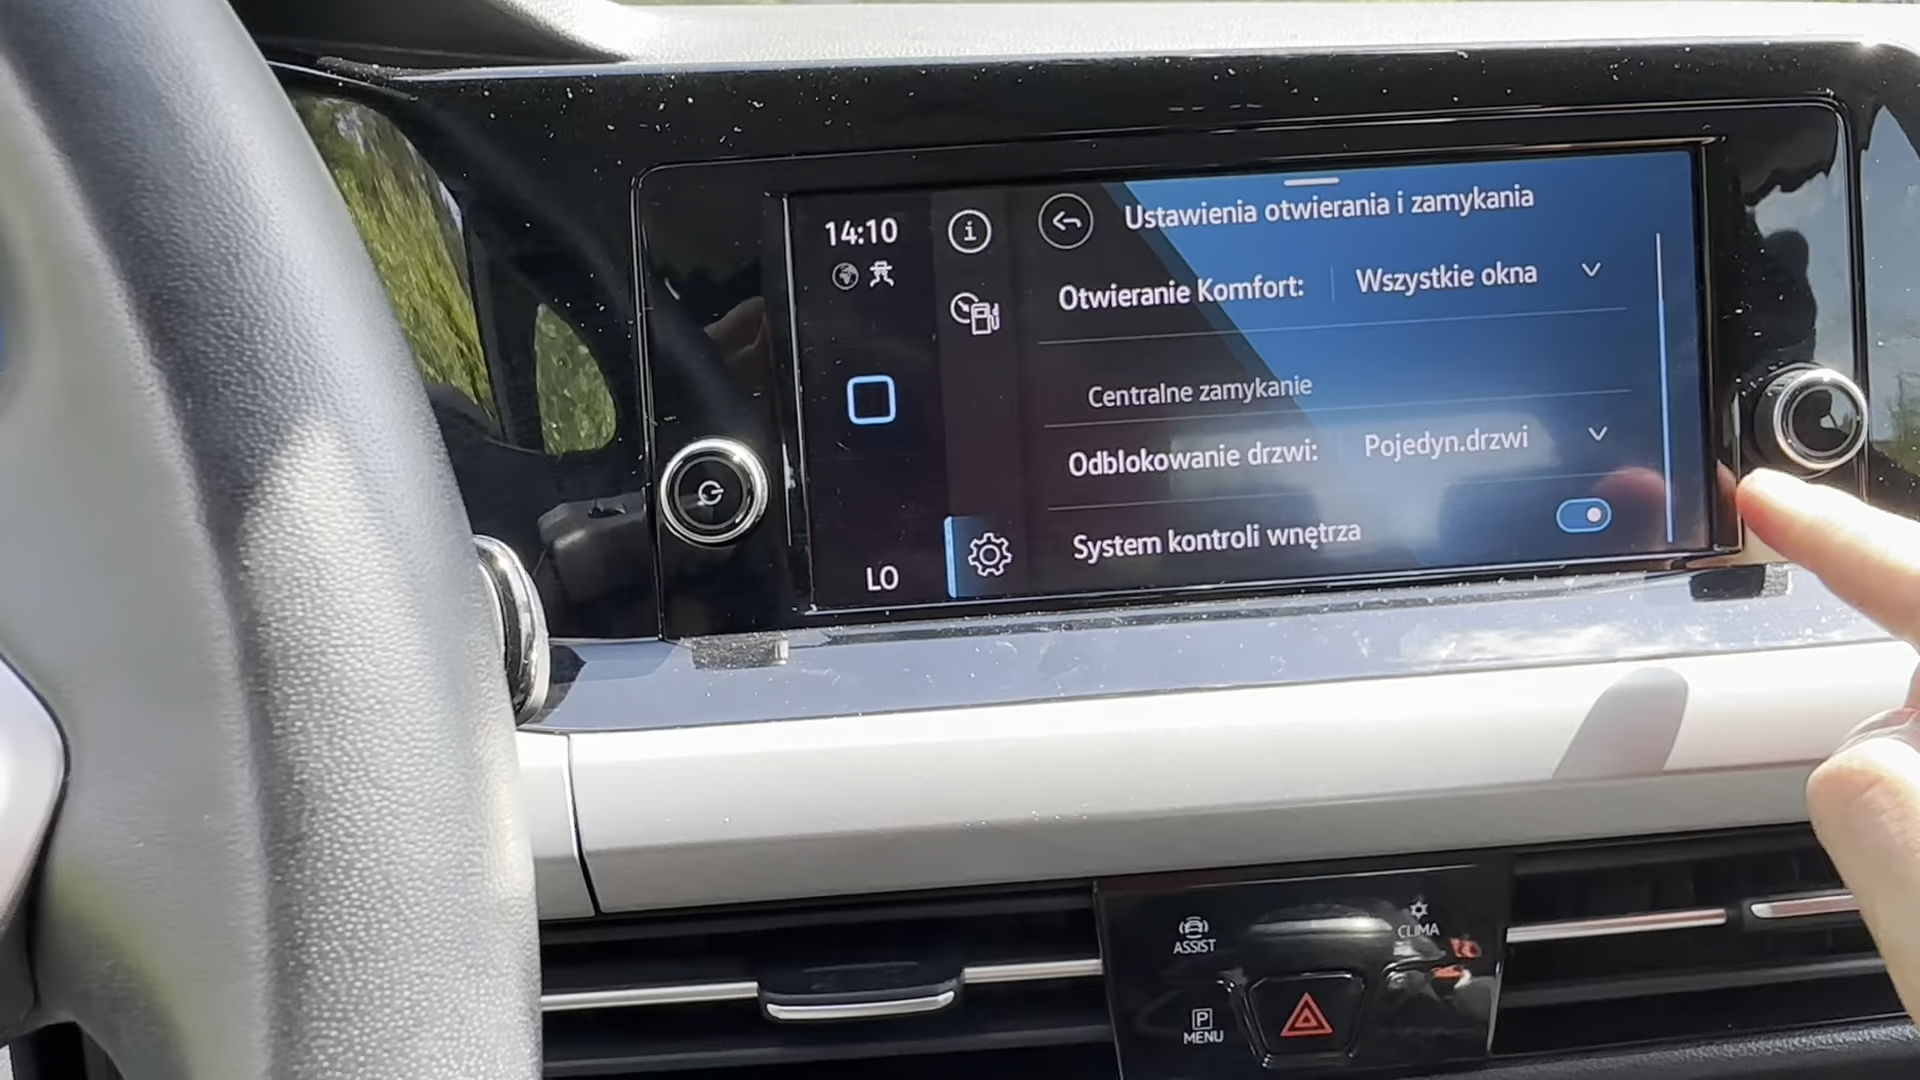 14:10
Ustawienia otwierania i zamykania
Otwieranie Komfort: Wszystkie okna
Centralne zamykanie
Odblokowanie drzwi: Pojedyn.drzwi
System kontroli wnętrza
LO
ASSIST
CLIMA
P
MENU